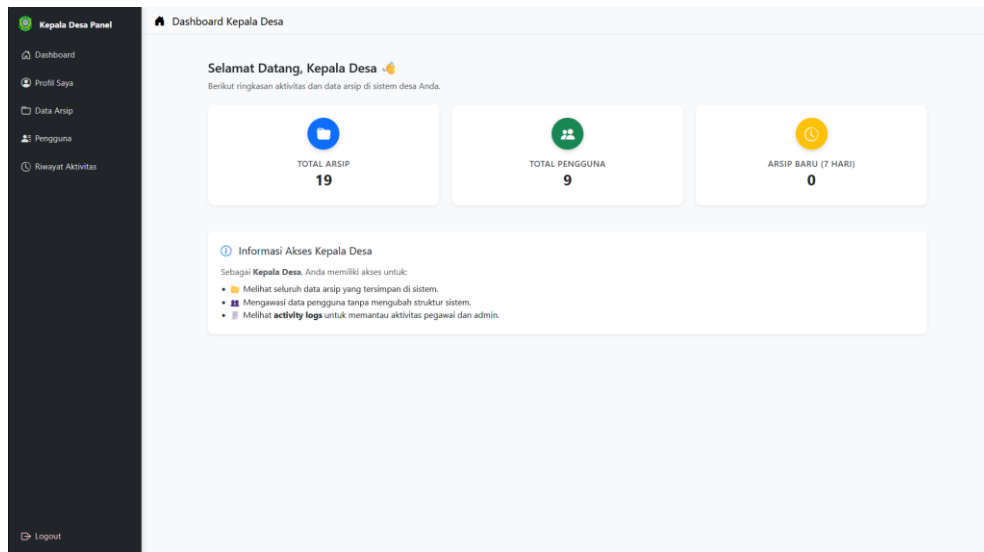 Kepala Desa Panel
Dashboard
Profil Saya
Data Arsip
Pengguna
Riwayat Aktivitas
Logout
Dashboard Kepala Desa
Selamat Datang, Kepala Desa 👋
Berikut ringkasan aktivitas dan data arsip di sistem desa Anda.
TOTAL ARSIP
19
TOTAL PENGGUNA
9
ARSIP BARU (7 HARI)
0
Informasi Akses Kepala Desa
Sebagai Kepala Desa, Anda memiliki akses untuk:
• 📁 Melihat seluruh data arsip yang tersimpan di sistem.
• 👥 Mengawasi data pengguna tanpa mengubah struktur sistem.
• 🧾 Melihat activity logs untuk memantau aktivitas pegawai dan admin.